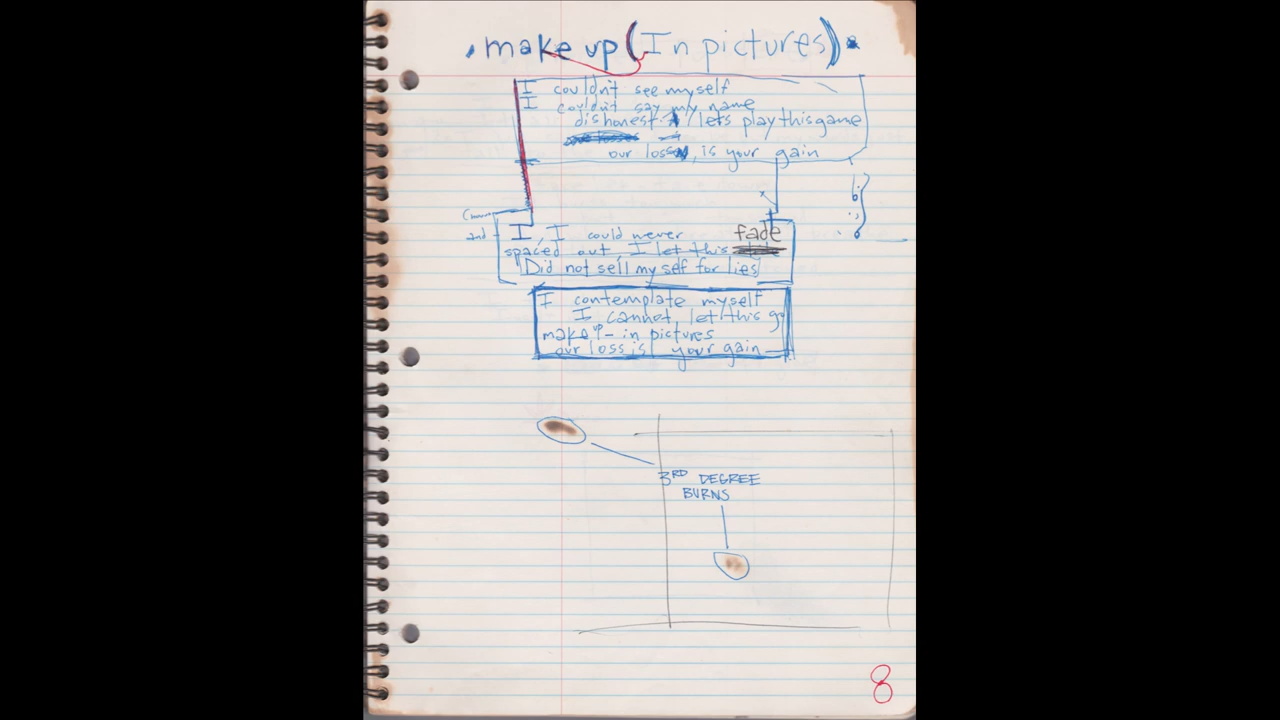 make up (In pictures)
I couldn't see myself
I couldn't say my name
dishonest. / lets play this game
our loss, is your gain
and
I, I could never fade
spaced out, I let this
Did not sell my self for lies
I contemplate myself
I cannot, let this go
make up - in pictures
our loss is your gain
3RD DEGREE
BURNS
8